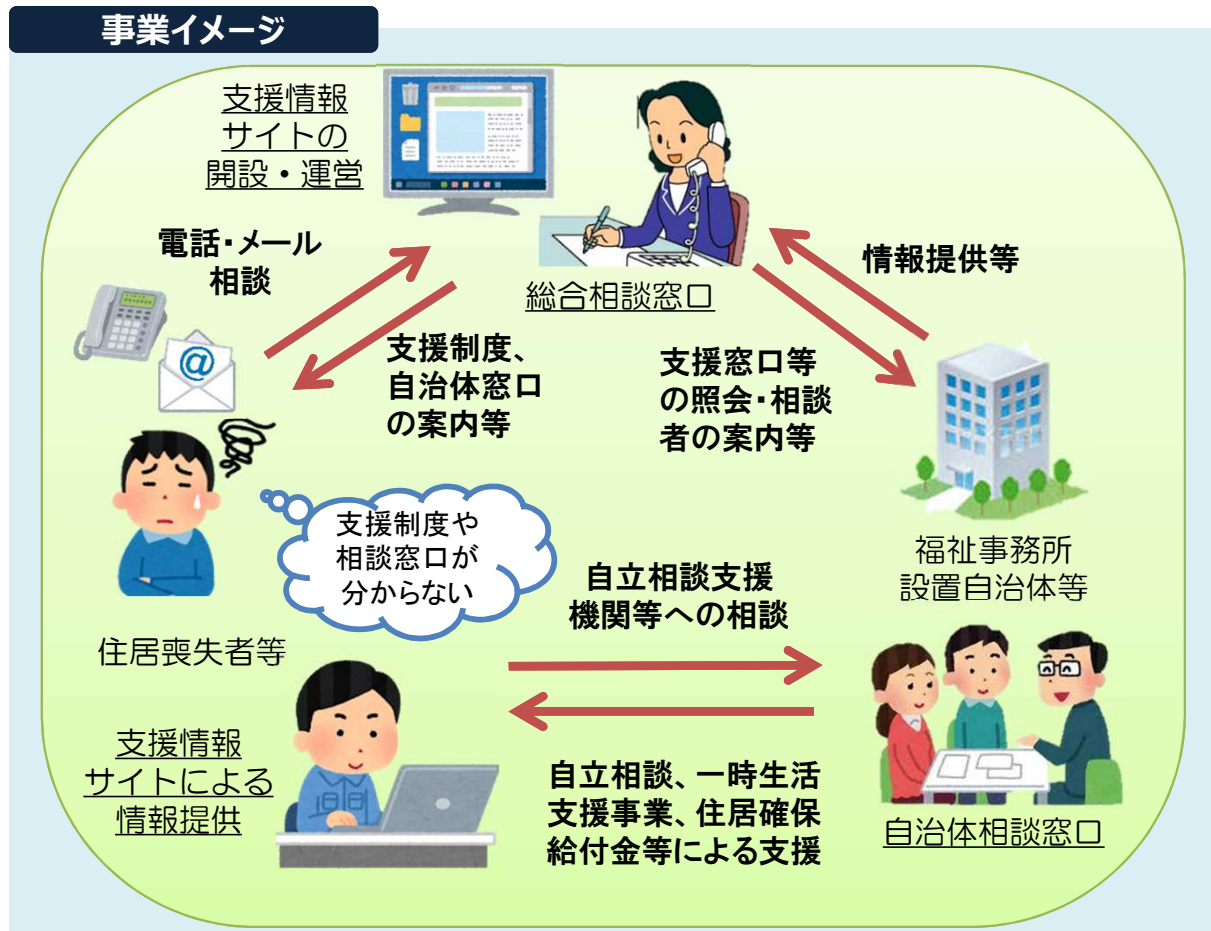 事業イメージ
支援情報
サイトの
開設・運営
電話・メール
相談
総合相談窓口
情報提供等
支援制度、
自治体窓口
の案内等
支援窓口等
の照会・相談
者の案内等
@
支援制度や
相談窓口が
分からない
福祉事務所
設置自治体等
自立相談支援
機関等への相談
住居喪失者等
支援情報
サイトによる
情報提供
自立相談、一時生活
支援事業、住居確保
給付金等による支援
自治体相談窓口